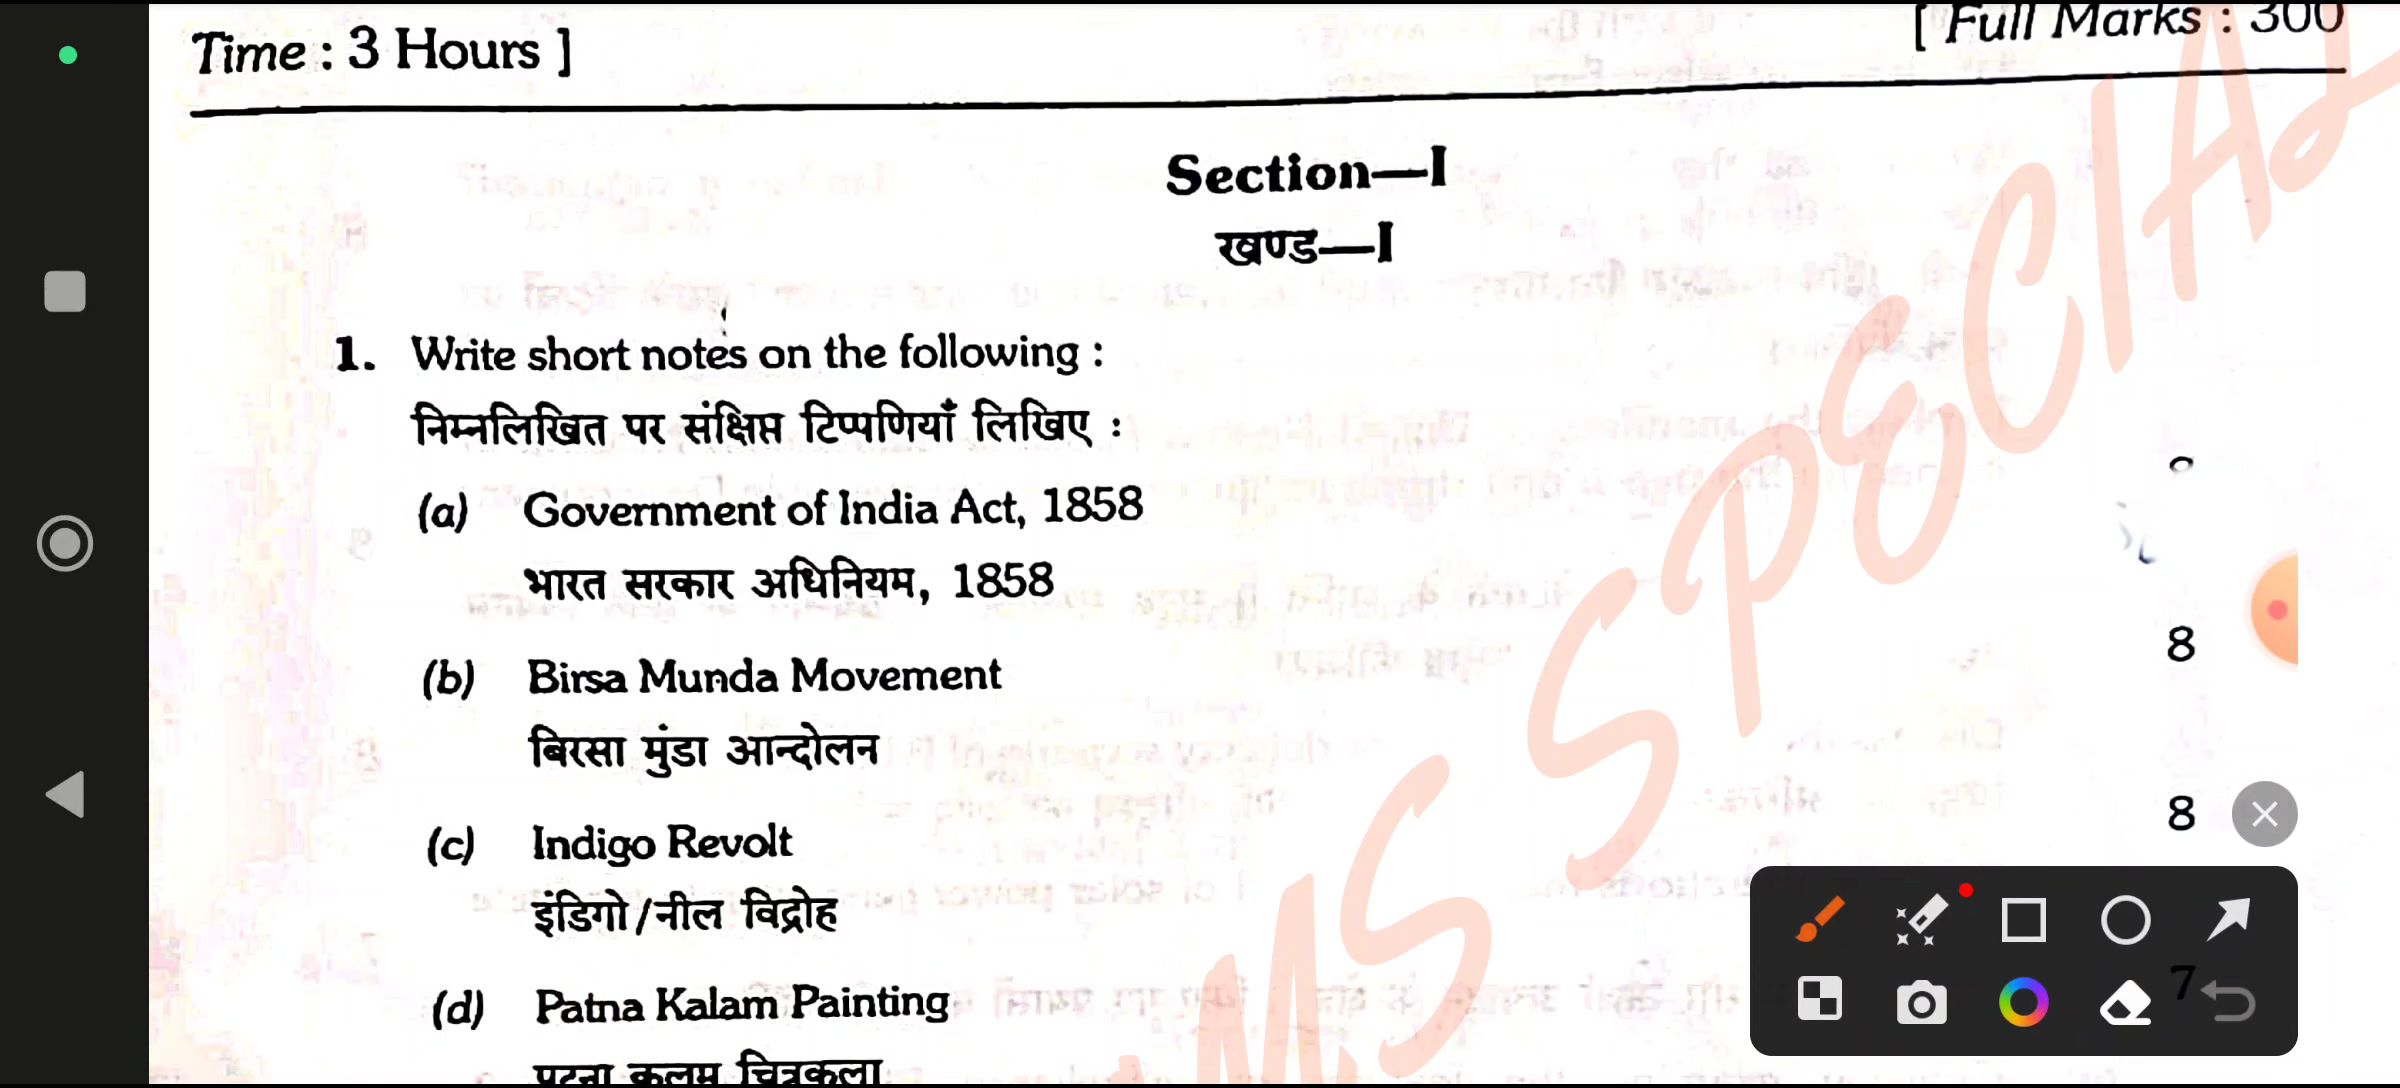 Time : 3 Hours ]
[ Full Marks : 300
Section—I
खण्ड—I
1. Write short notes on the following :
निम्नलिखित पर संक्षिप्त टिप्पणियाँ लिखिए :
(a) Government of India Act, 1858
भारत सरकार अधिनियम, 1858
8
(b) Birsa Munda Movement
बिरसा मुंडा आन्दोलन
8
(c) Indigo Revolt
इंडिगो/नील विद्रोह
7
(d) Patna Kalam Painting
पटना कलम चित्रकला
MS SPECIAL